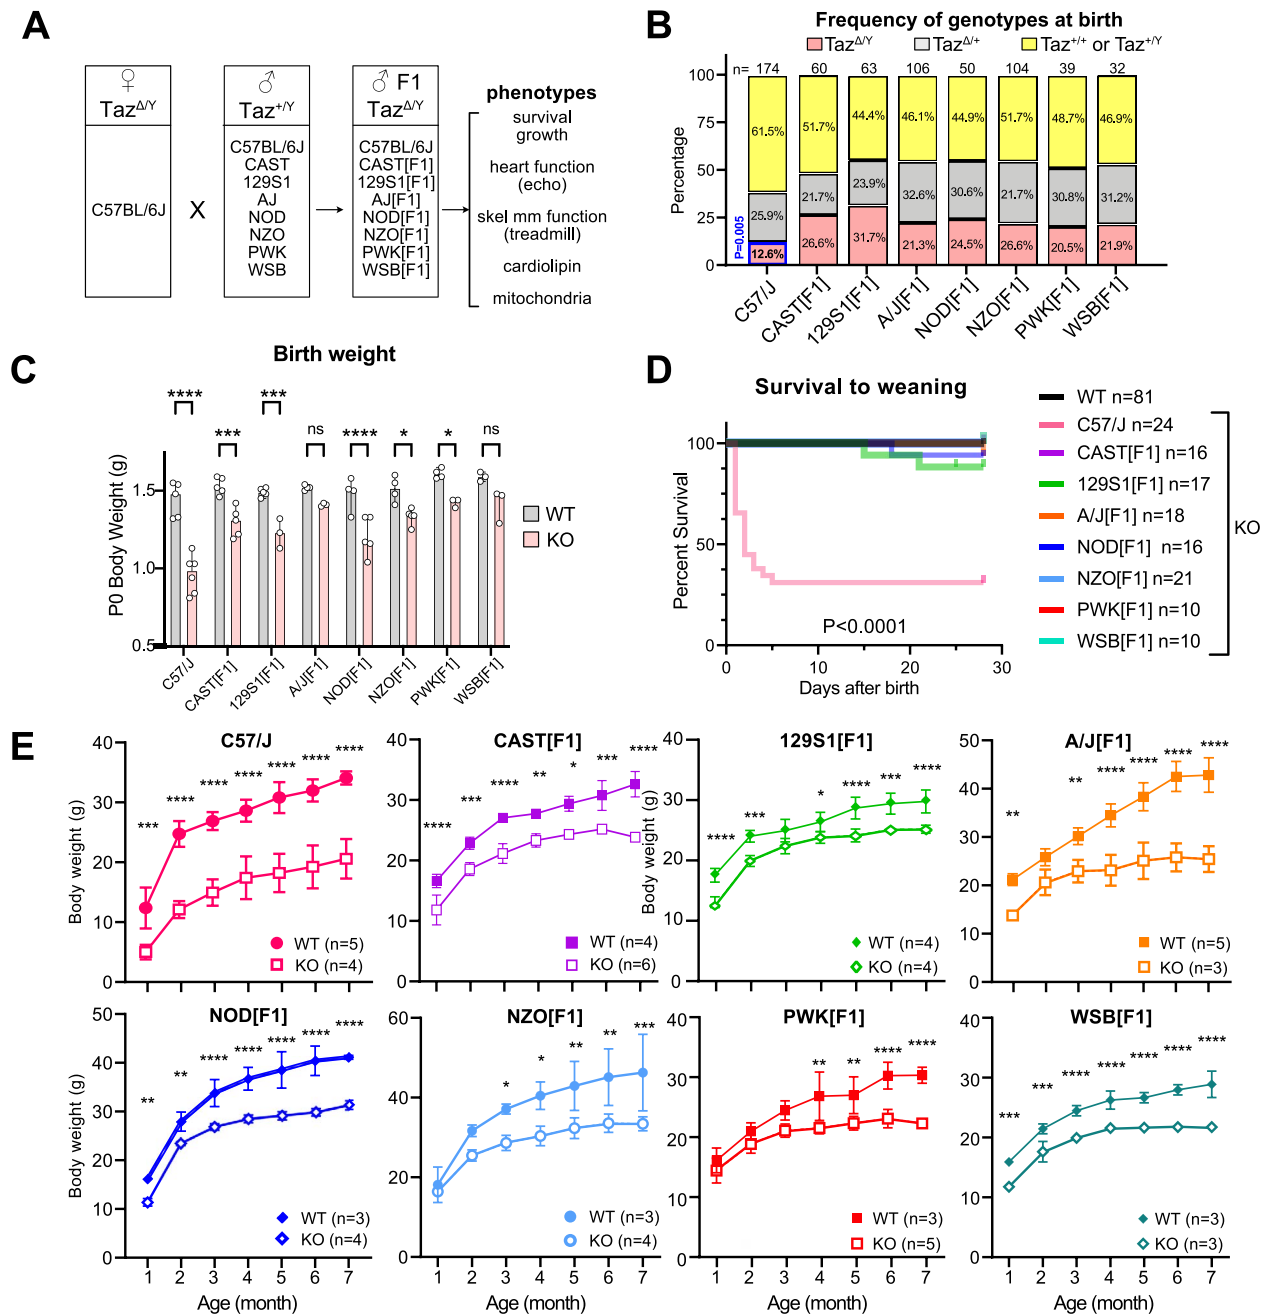 A
♀
Taz^Δ/Y
C57BL/6J
X
♂
Taz^+/Y
C57BL/6J
CAST
129S1
AJ
NOD
NZO
PWK
WSB
♂ F1
Taz^Δ/Y
C57BL/6J
CAST[F1]
129S1[F1]
AJ[F1]
NOD[F1]
NZO[F1]
PWK[F1]
WSB[F1]
phenotypes
survival
growth
heart function
(echo)
skel mm function
(treadmill)
cardiolipin
mitochondria
B
Frequency of genotypes at birth
Taz^Δ/Y Taz^Δ/+ Taz^+/+ or Taz^+/Y
n= 174 60 63 106 50 104 39 32
Percentage
100
75
50
25
0
61.5% 51.7% 44.4% 46.1% 44.9% 51.7% 48.7% 46.9%
25.9% 21.7% 23.9% 32.6% 30.6% 21.7% 30.8% 31.2%
12.6% 26.6% 31.7% 21.3% 24.5% 26.6% 20.5% 21.9%
P=0.005
C57/J CAST[F1] 129S1[F1] A/J[F1] NOD[F1] NZO[F1] PWK[F1] WSB[F1]
C
Birth weight
**** *** *** ns **** * * ns
P0 Body Weight (g)
1.5
1.0
0.5
WT
KO
C57/J CAST[F1] 129S1[F1] A/J[F1] NOD[F1] NZO[F1] PWK[F1] WSB[F1]
D
Survival to weaning
Percent Survival
100
50
0
P<0.0001
0 10 20 30
Days after birth
WT n=81
C57/J n=24
CAST[F1] n=16
129S1[F1] n=17
A/J[F1] n=18
NOD[F1] n=16
NZO[F1] n=21
PWK[F1] n=10
WSB[F1] n=10
KO
E
C57/J
Body weight (g)
40
30
20
10
0
*** **** **** **** **** **** ****
WT (n=5)
KO (n=4)
CAST[F1]
40
30
20
10
0
**** *** **** ** * *** ****
WT (n=4)
KO (n=6)
129S1[F1]
Body weight (g)
40
30
20
10
0
**** *** * **** *** ****
WT (n=4)
KO (n=4)
A/J[F1]
50
40
30
20
10
0
** ** **** **** **** ****
WT (n=5)
KO (n=3)
NOD[F1]
Body weight (g)
50
40
30
20
10
0
** ** **** **** **** **** ****
WT (n=3)
KO (n=4)
1 2 3 4 5 6 7
Age (month)
NZO[F1]
60
40
20
0
* * ** ** ***
WT (n=3)
KO (n=4)
1 2 3 4 5 6 7
Age (month)
PWK[F1]
40
30
20
10
0
** ** **** ****
WT (n=3)
KO (n=5)
1 2 3 4 5 6 7
Age (month)
WSB[F1]
40
30
20
10
0
*** *** **** **** **** **** ****
WT (n=3)
KO (n=3)
1 2 3 4 5 6 7
Age (month)